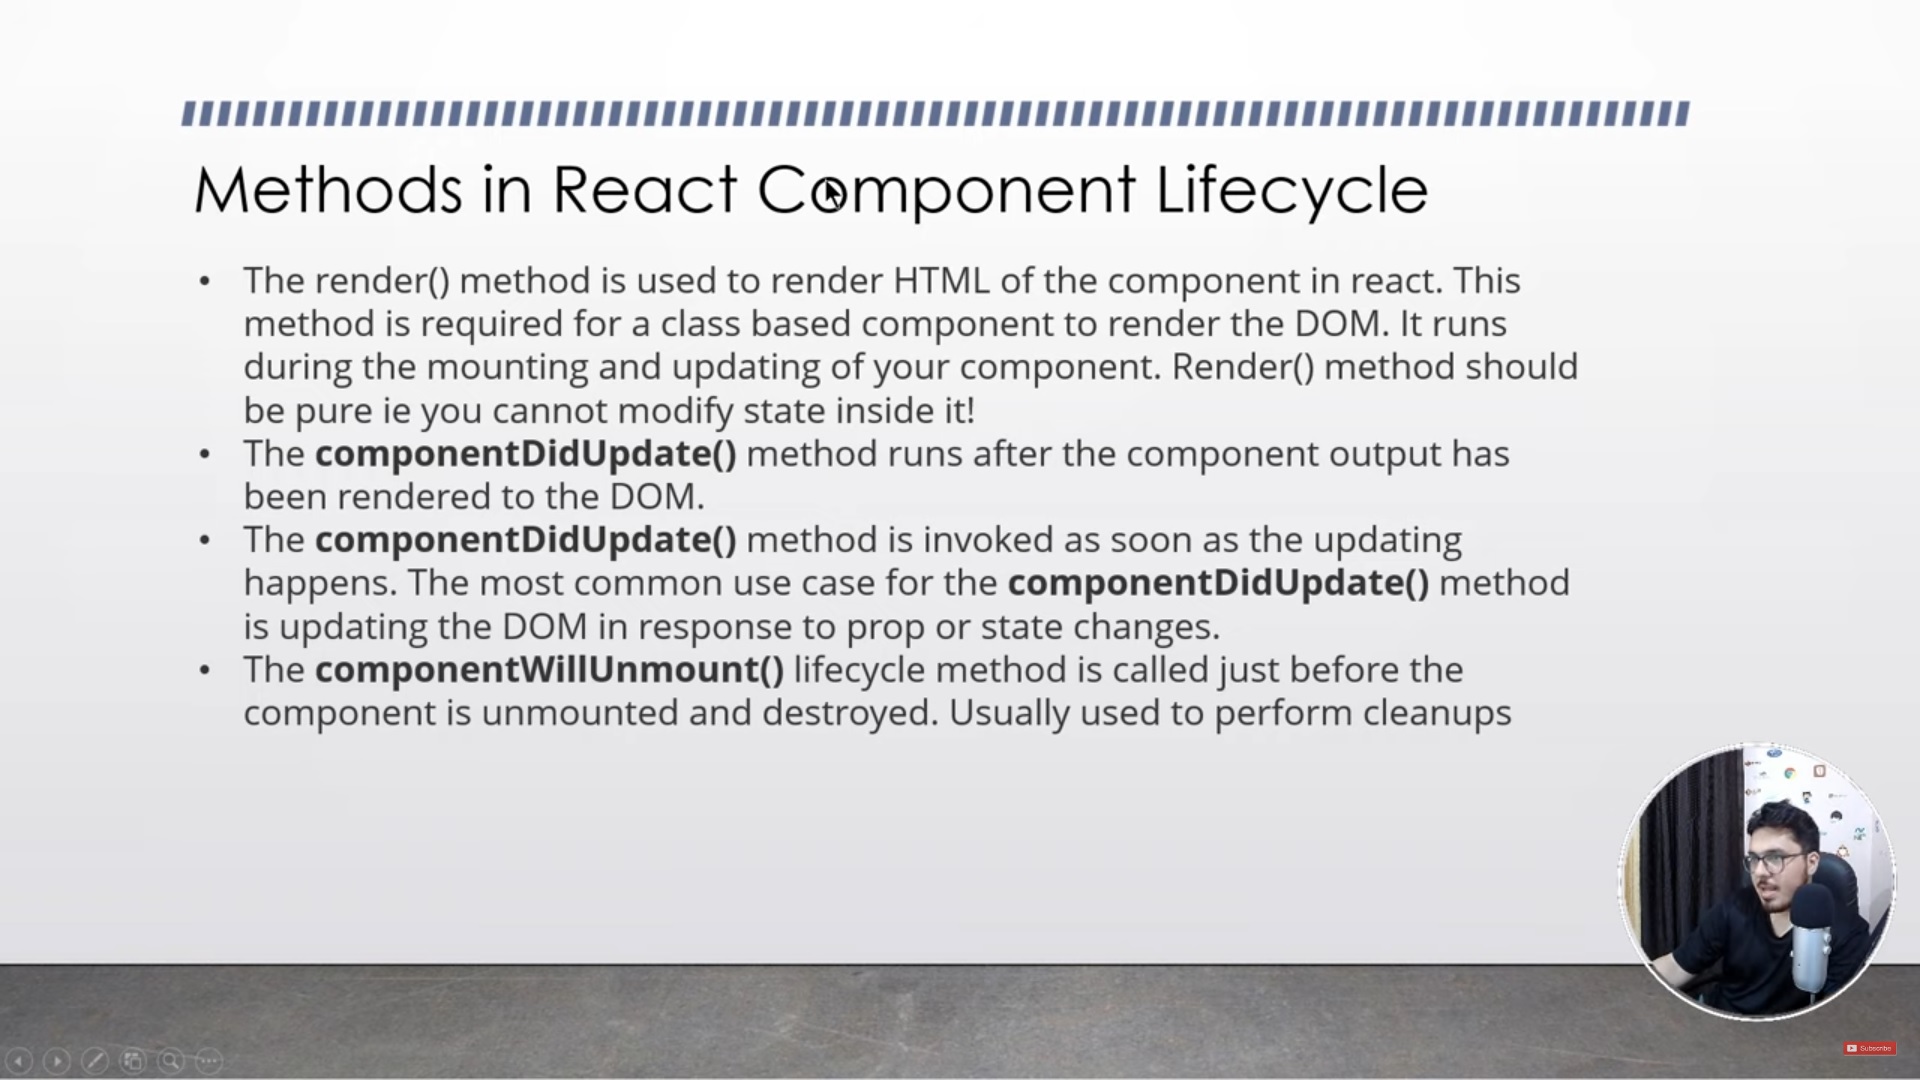 Methods in React Component Lifecycle
• The render() method is used to render HTML of the component in react. This
method is required for a class based component to render the DOM. It runs
during the mounting and updating of your component. Render() method should
be pure ie you cannot modify state inside it!
• The componentDidUpdate() method runs after the component output has
been rendered to the DOM.
• The componentDidUpdate() method is invoked as soon as the updating
happens. The most common use case for the componentDidUpdate() method
is updating the DOM in response to prop or state changes.
• The componentWillUnmount() lifecycle method is called just before the
component is unmounted and destroyed. Usually used to perform cleanups
Subscribe